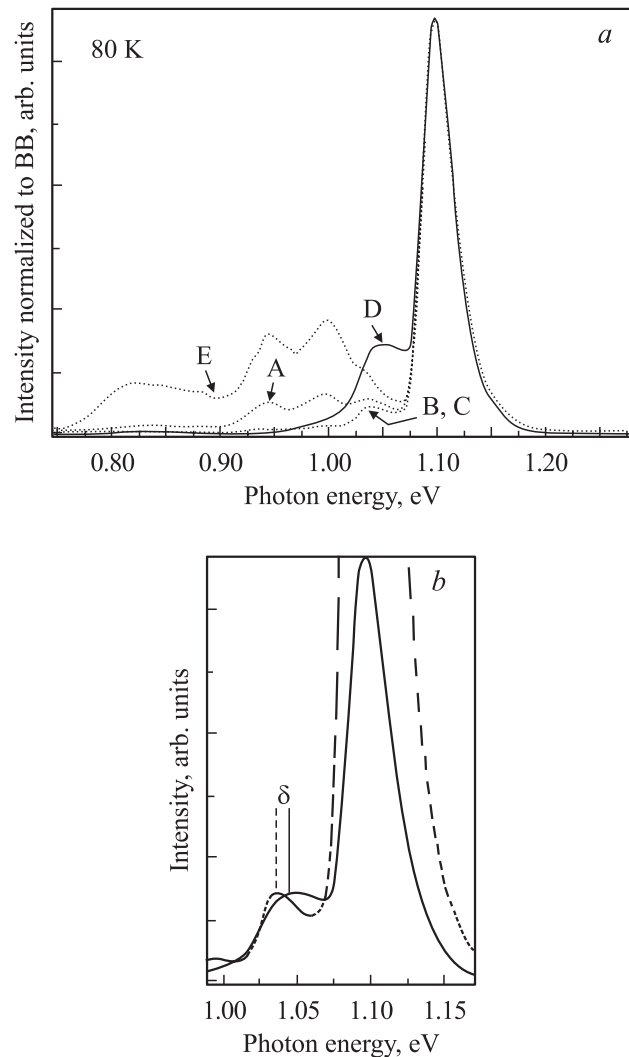 80 K
a
Intensity normalized to BB, arb. units
D
E
A
B, C
0.80 0.90 1.00 1.10 1.20
Photon energy, eV
b
Intensity, arb. units
δ
1.00 1.05 1.10 1.15
Photon energy, eV